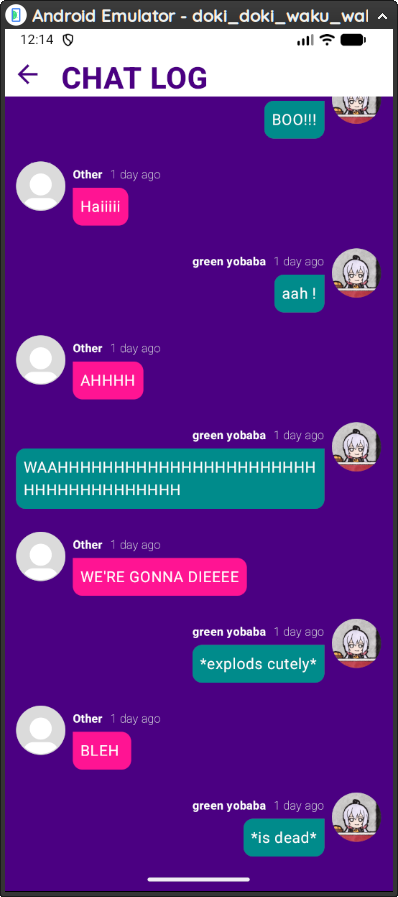 Android Emulator - doki_doki_waku_wal
12:14
CHAT LOG
BOO!!!
Other 1 day ago
Haiiiii
green yobaba 1 day ago
aah !
Other 1 day ago
AHHHH
green yobaba 1 day ago
WAAHHHHHHHHHHHHHHHHHHHHHHH
HHHHHHHHHHHHHH
Other 1 day ago
WE'RE GONNA DIEEEE
green yobaba 1 day ago
*explods cutely*
Other 1 day ago
BLEH
green yobaba 1 day ago
*is dead*